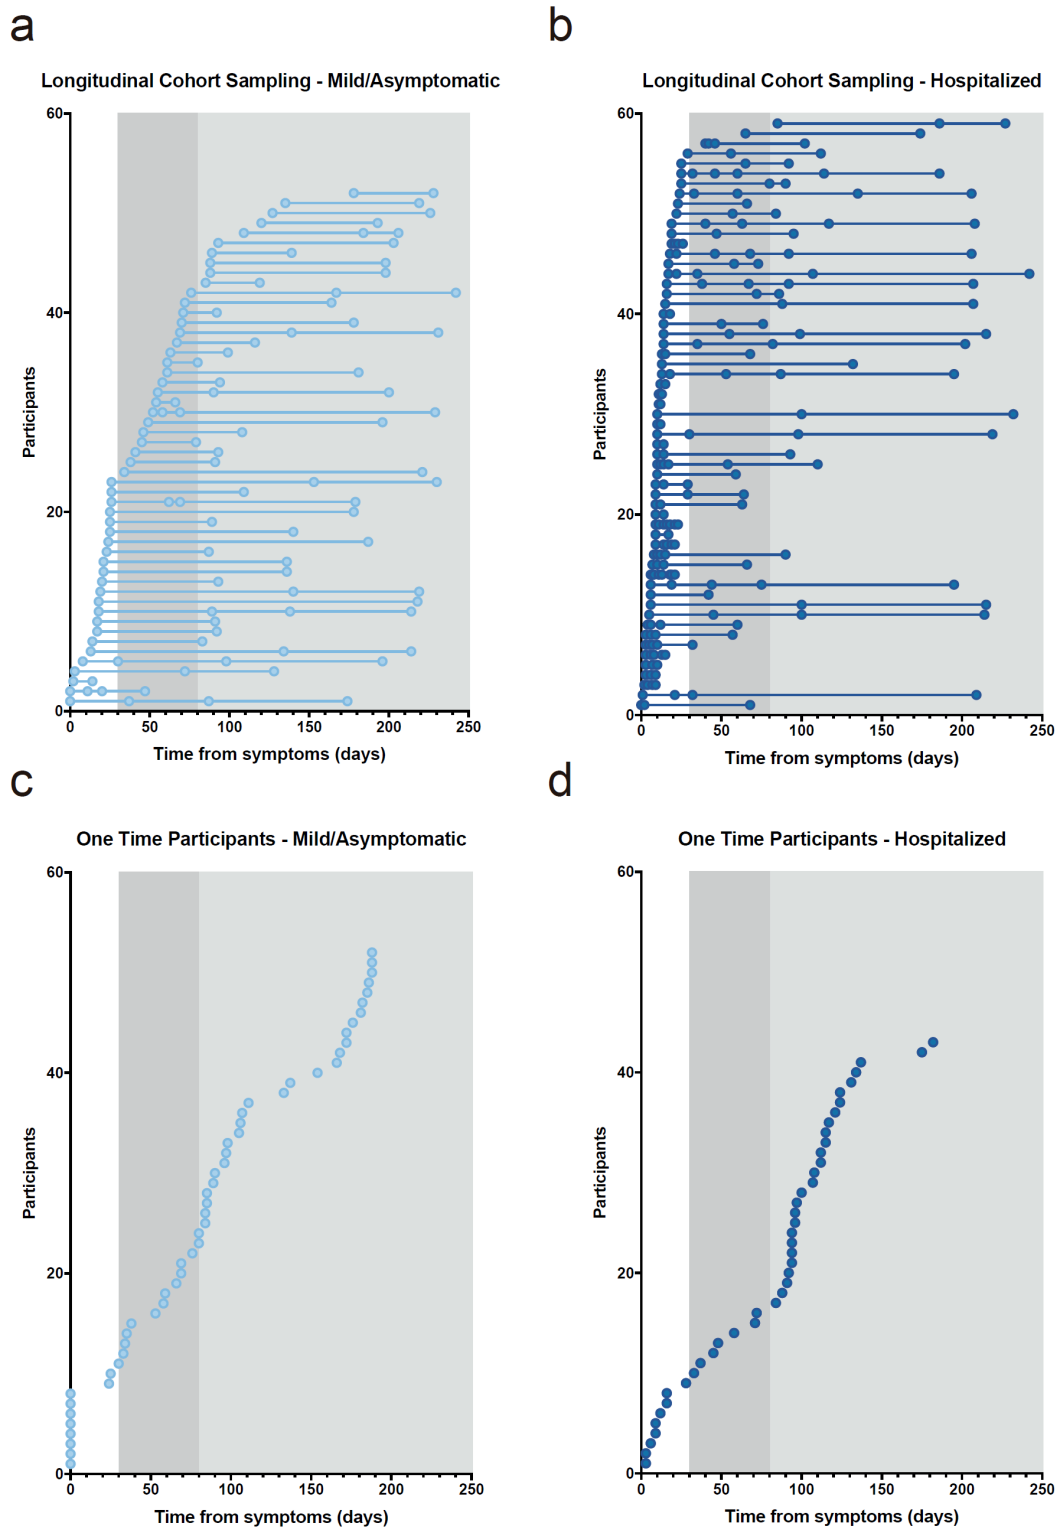 a
Longitudinal Cohort Sampling - Mild/Asymptomatic
60
40
20
0
Participants
0 50 100 150 200 250
Time from symptoms (days)
b
Longitudinal Cohort Sampling - Hospitalized
60
40
20
0
Participants
0 50 100 150 200 250
Time from symptoms (days)
c
One Time Participants - Mild/Asymptomatic
60
40
20
0
Participants
0 50 100 150 200 250
Time from symptoms (days)
d
One Time Participants - Hospitalized
60
40
20
0
Participants
0 50 100 150 200 250
Time from symptoms (days)